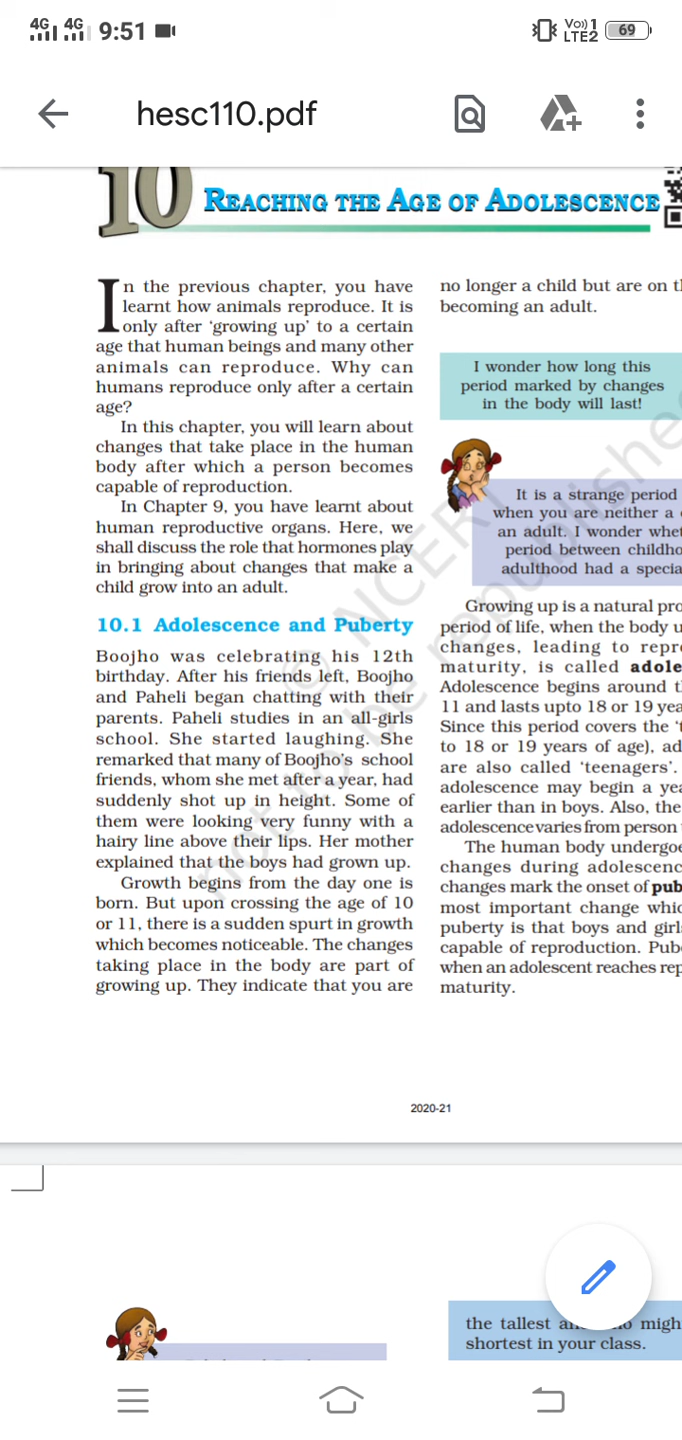 4G 4G 9:51 Vo)) 1 LTE2 69
hesc110.pdf
10 REACHING THE AGE OF ADOLESCENCE
In the previous chapter, you have
learnt how animals reproduce. It is
only after ‘growing up’ to a certain
age that human beings and many other
animals can reproduce. Why can
humans reproduce only after a certain
age?
In this chapter, you will learn about
changes that take place in the human
body after which a person becomes
capable of reproduction.
In Chapter 9, you have learnt about
human reproductive organs. Here, we
shall discuss the role that hormones play
in bringing about changes that make a
child grow into an adult.
10.1 Adolescence and Puberty
Boojho was celebrating his 12th
birthday. After his friends left, Boojho
and Paheli began chatting with their
parents. Paheli studies in an all-girls
school. She started laughing. She
remarked that many of Boojho’s school
friends, whom she met after a year, had
suddenly shot up in height. Some of
them were looking very funny with a
hairy line above their lips. Her mother
explained that the boys had grown up.
Growth begins from the day one is
born. But upon crossing the age of 10
or 11, there is a sudden spurt in growth
which becomes noticeable. The changes
taking place in the body are part of
growing up. They indicate that you are
no longer a child but are on
becoming an adult.
I wonder how long this
period marked by changes
in the body will last!
It is a strange period
when you are neither a
an adult. I wonder
period between
adulthood had a
Growing up is a natural
period of life, when the body
changes, leading to
maturity, is called
Adolescence begins around
11 and lasts upto 18 or 19
Since this period covers the
to 18 or 19 years of age),
are also called ‘teenagers’.
adolescence may begin a
earlier than in boys. Also, the
adolescence varies from person
The human body
changes during
changes mark the onset of
most important change
puberty is that boys and
capable of reproduction.
when an adolescent reaches
maturity.
© NCERT
not to be republished
2020-21
the tallest
shortest in your class.